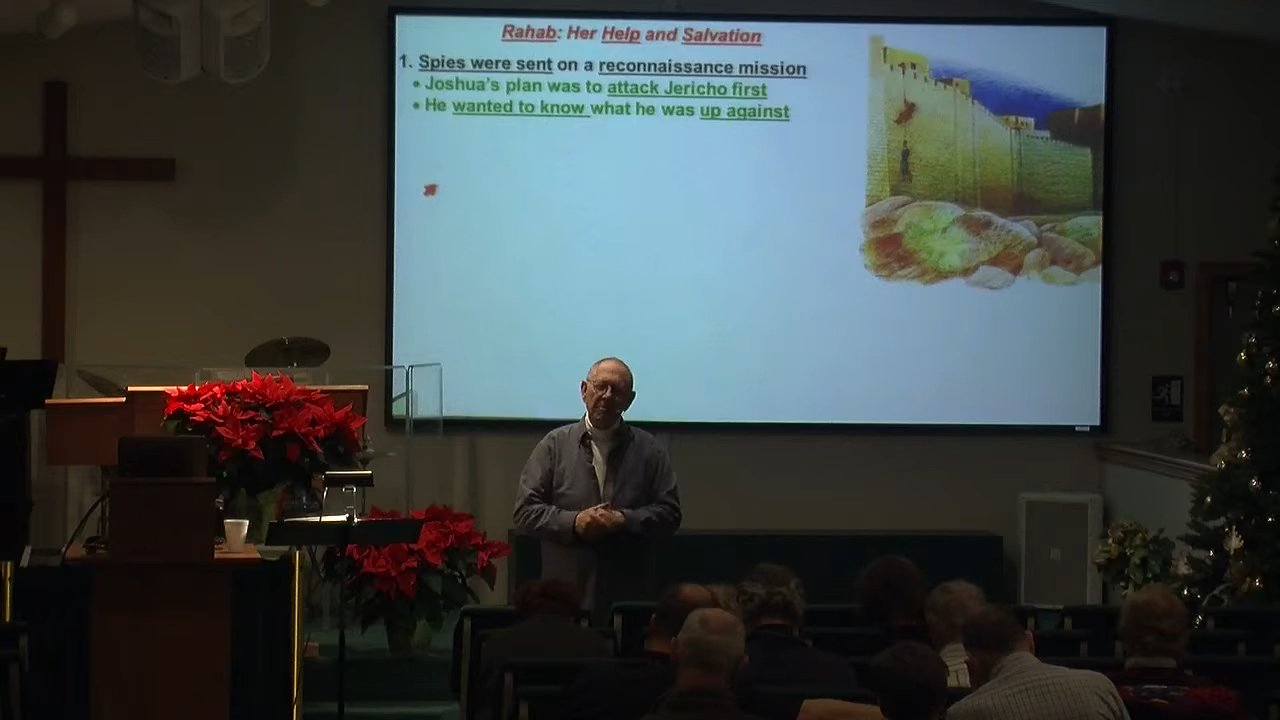 Rahab: Her Help and Salvation
1. Spies were sent on a reconnaissance mission
• Joshua's plan was to attack Jericho first
• He wanted to know what he was up against